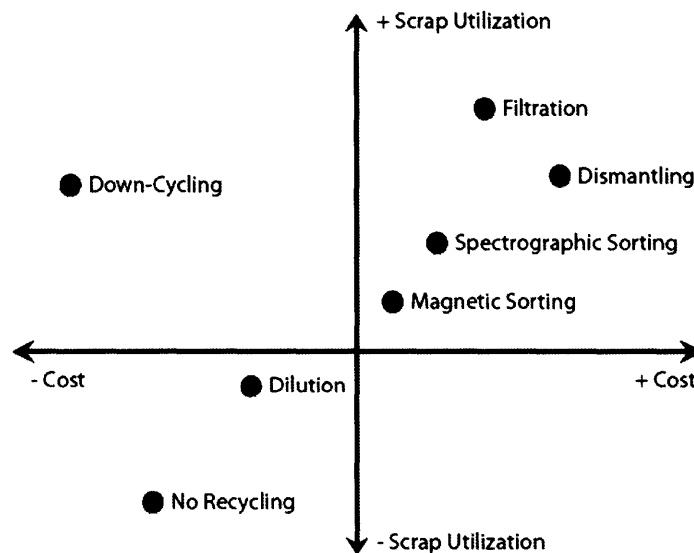 + Scrap Utilization
Filtration
Down-Cycling
Dismantling
Spectrographic Sorting
Magnetic Sorting
- Cost
+ Cost
Dilution
No Recycling
- Scrap Utilization